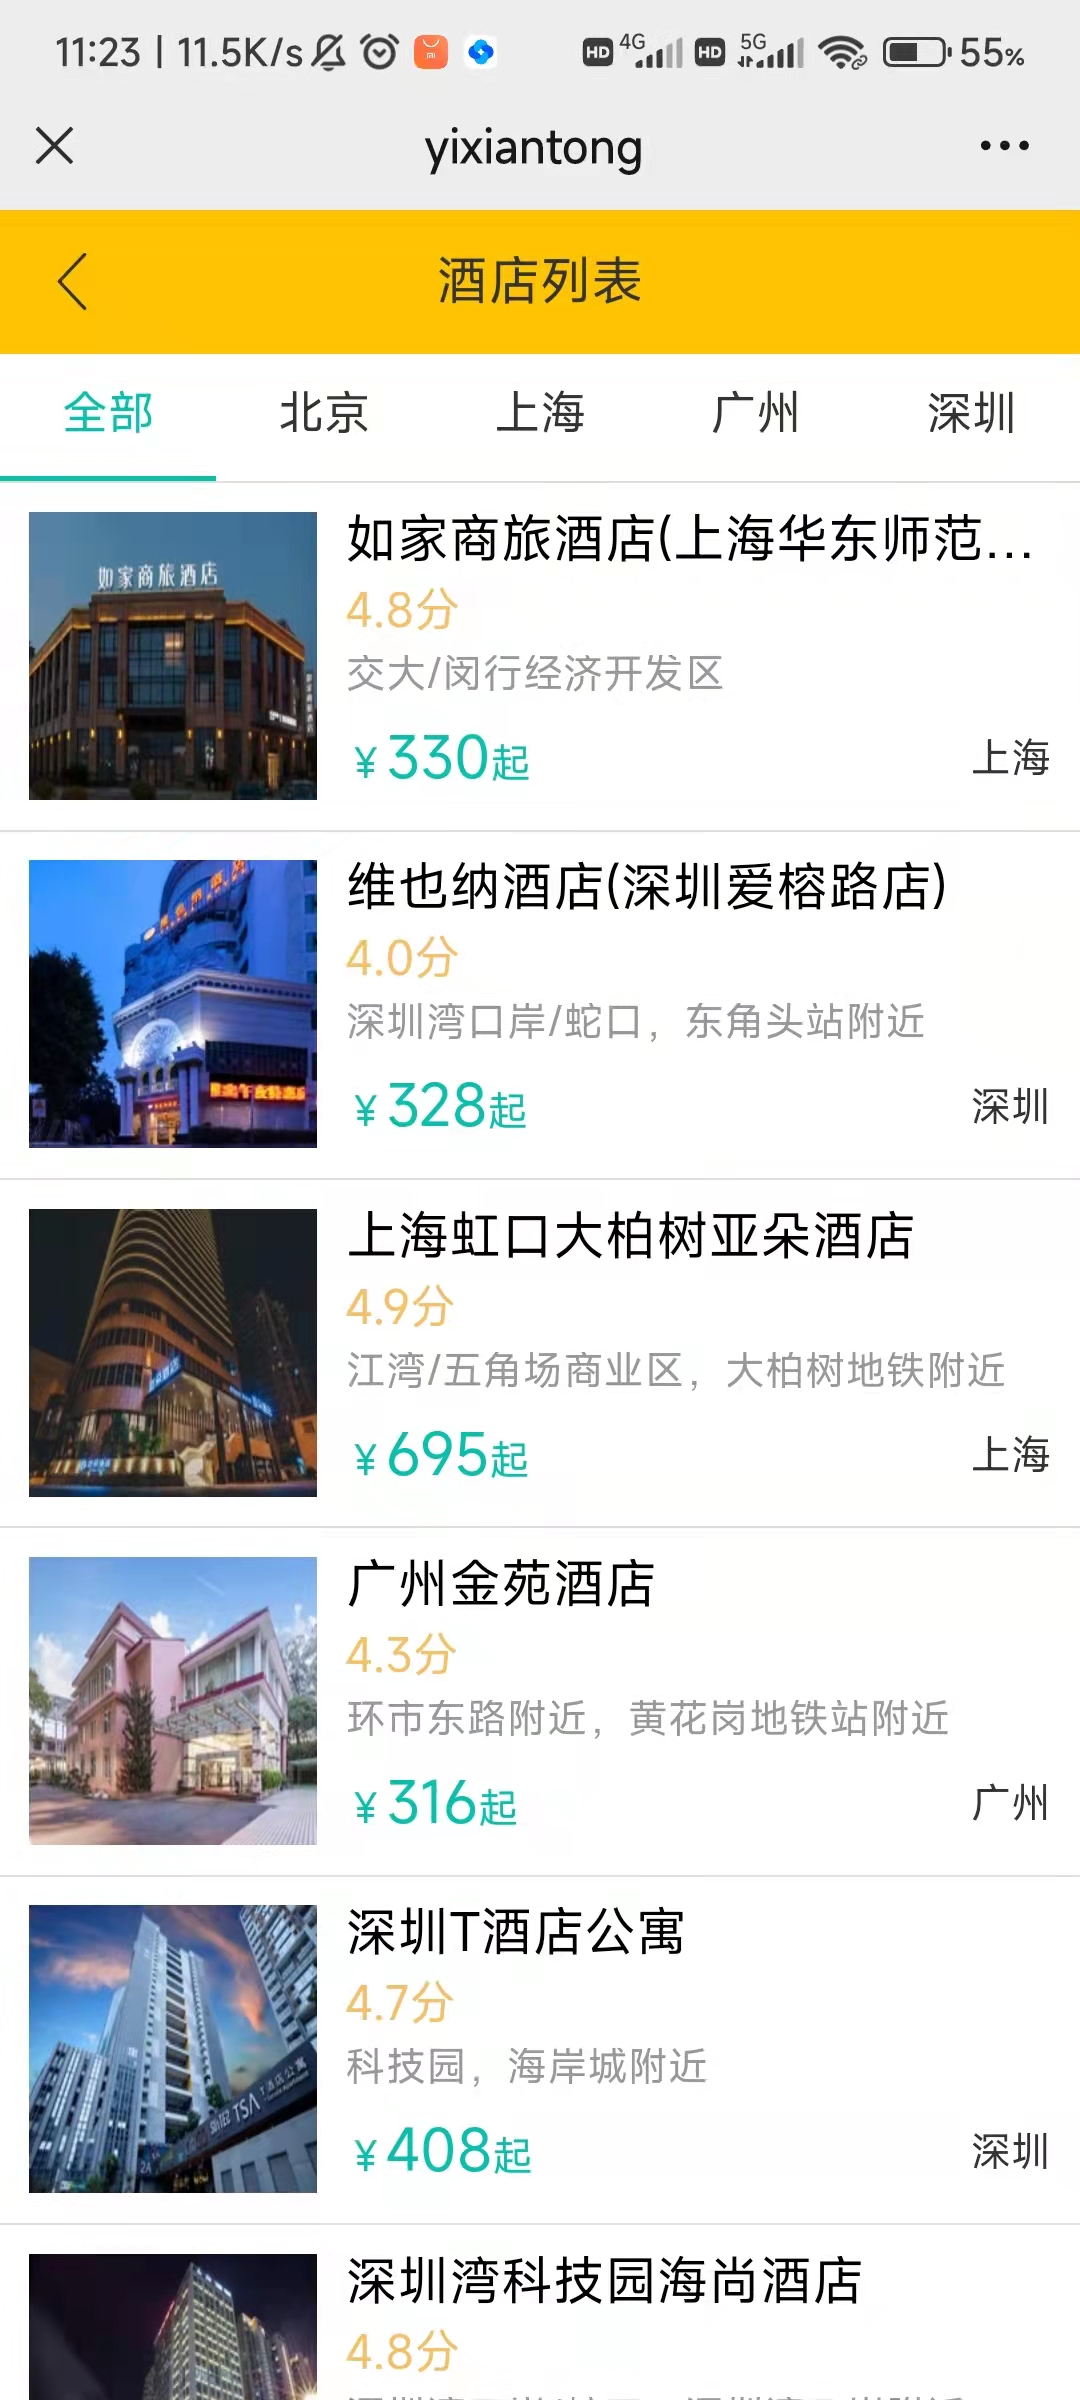 11:23 | 11.5K/s HD 4G HD 5G 55%
yixiantong
酒店列表
全部 北京 上海 广州 深圳
如家商旅酒店
如家商旅酒店(上海华东师范...
4.8分
交大/闵行经济开发区
¥330起 上海
维也纳酒店(深圳爱榕路店)
4.0分
深圳湾口岸/蛇口，东角头站附近
¥328起 深圳
上海虹口大柏树亚朵酒店
4.9分
江湾/五角场商业区，大柏树地铁附近
¥695起 上海
广州金苑酒店
4.3分
环市东路附近，黄花岗地铁站附近
¥316起 广州
深圳T酒店公寓
4.7分
科技园，海岸城附近
TSA T酒店公寓
¥408起 深圳
深圳湾科技园海尚酒店
4.8分